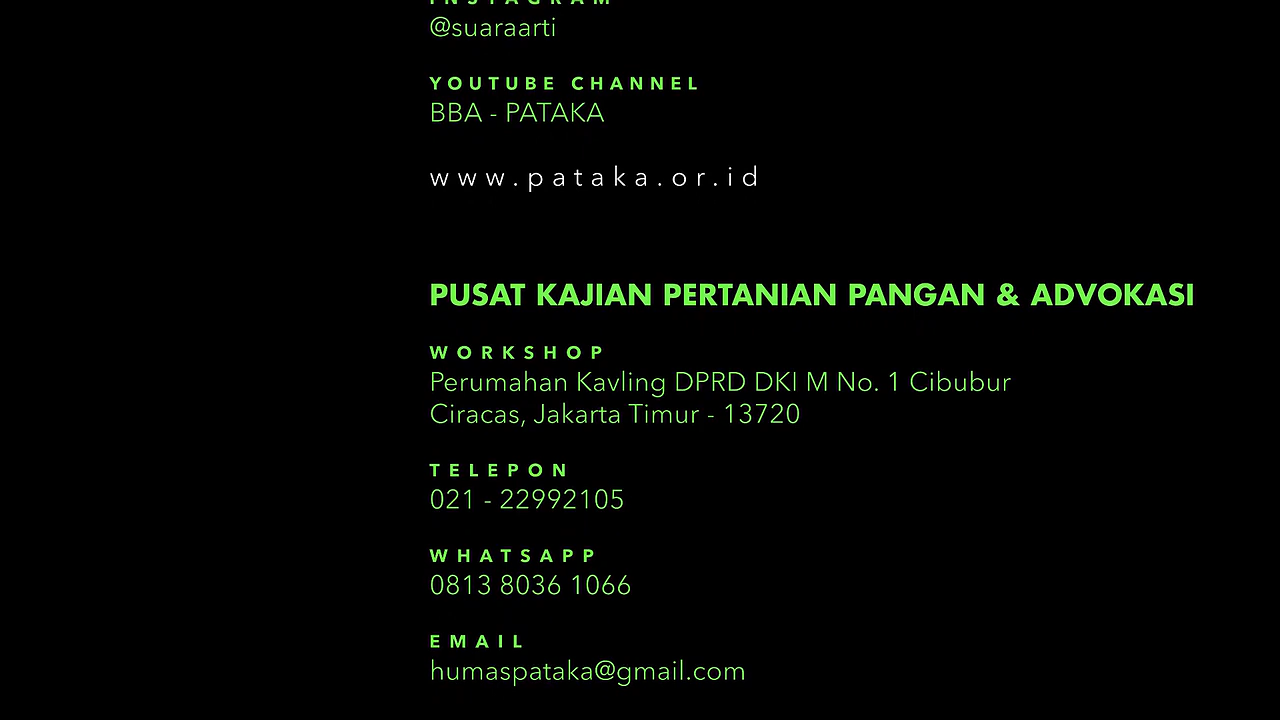 INSTAGRAM
@suaraarti
YOUTUBE CHANNEL
BBA - PATAKA
www.pataka.or.id
PUSAT KAJIAN PERTANIAN PANGAN & ADVOKASI
WORKSHOP
Perumahan Kavling DPRD DKI M No. 1 Cibubur
Ciracas, Jakarta Timur - 13720
TELEPON
021 - 22992105
WHATSAPP
0813 8036 1066
EMAIL
humaspataka@gmail.com